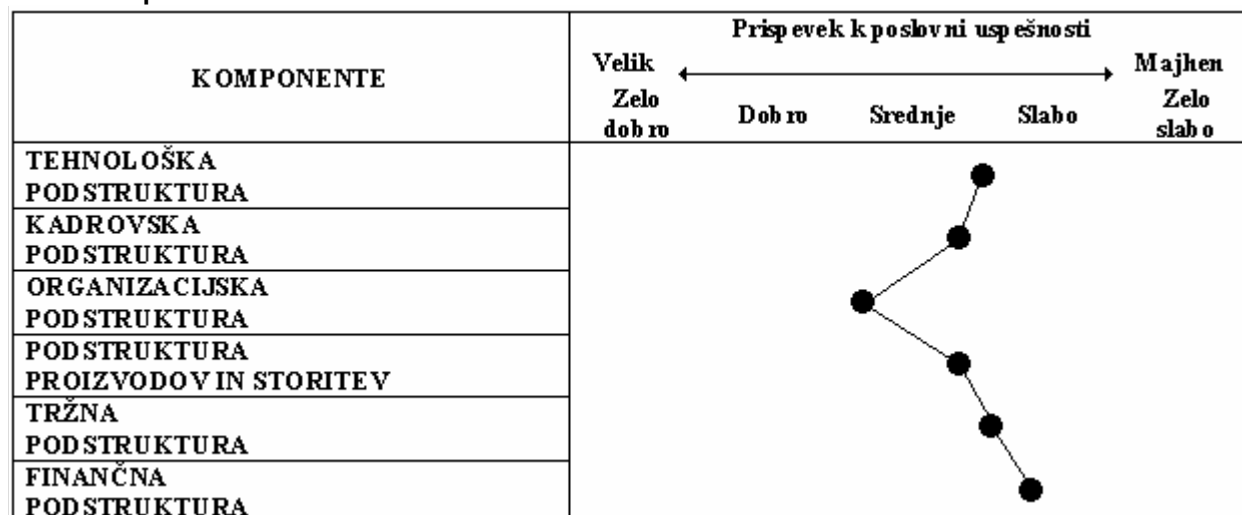 KOMPONENTE
Prispevek k poslovni uspešnosti
Velik Majhen
Zelo dobro Dobro Srednje Slabo Zelo slabo
TEHNOLOŠKA
PODSTRUKTURA
KADROVSKA
PODSTRUKTURA
ORGANIZACIJSKA
PODSTRUKTURA
PODSTRUKTURA
PROIZVODOV IN STORITEV
TRŽNA
PODSTRUKTURA
FINANČNA
PODSTRUKTURA